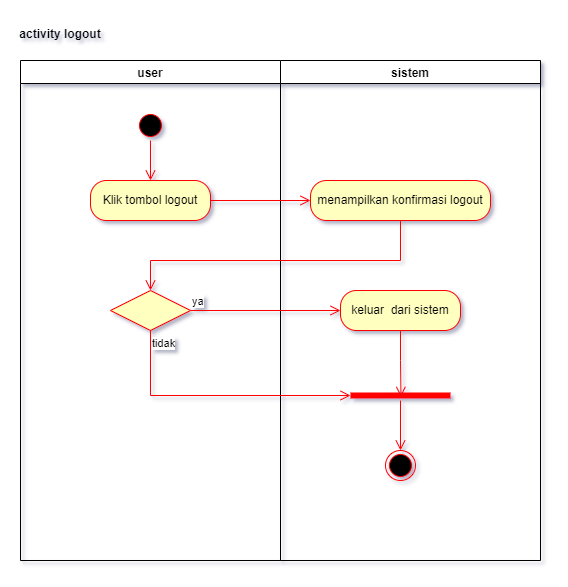 activity logout
user
sistem
Klik tombol logout
menampilkan konfirmasi logout
ya
keluar dari sistem
tidak